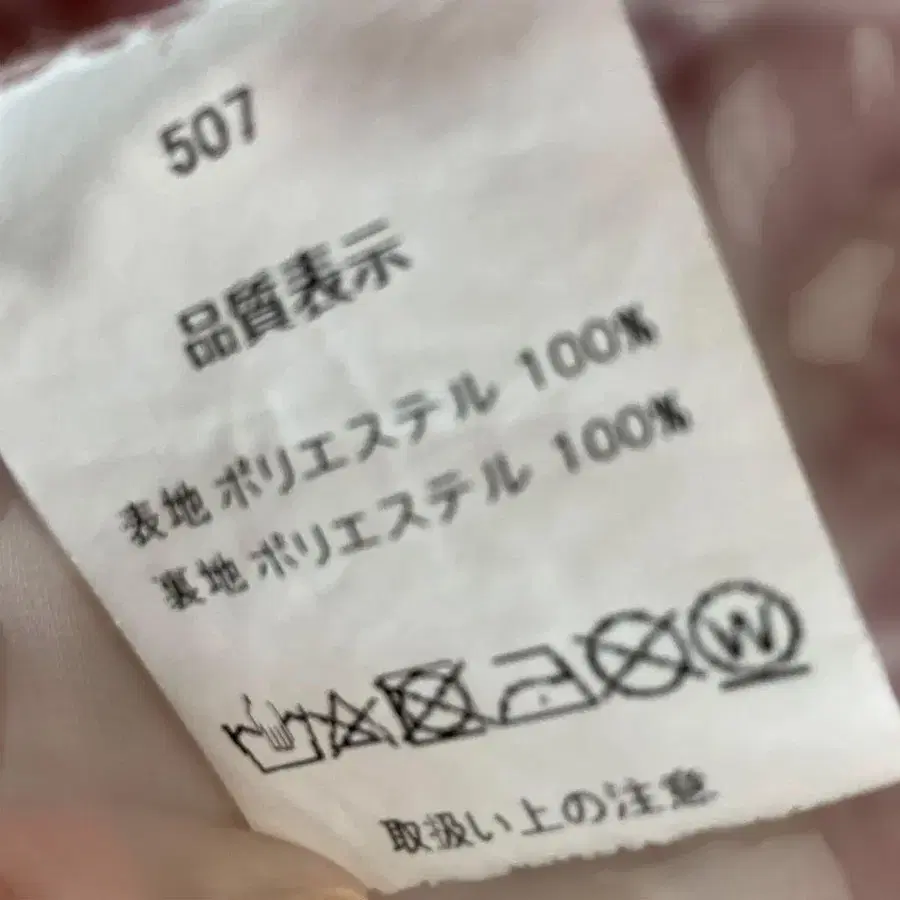 507
品質表示
表地 ポリエステル 100%
裏地 ポリエステル 100%
W
取扱い上の注意